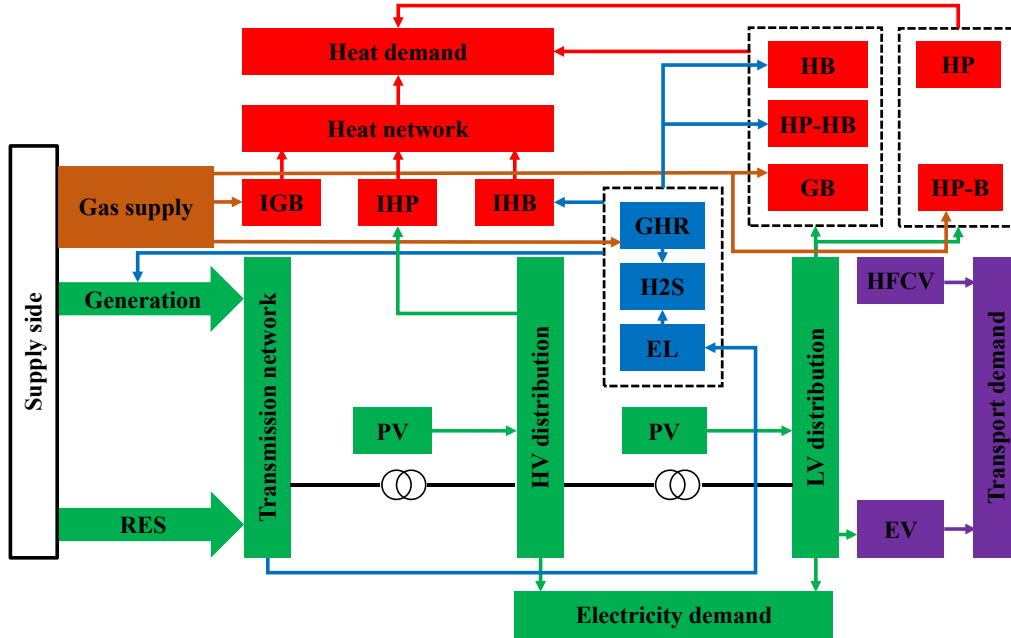 Heat demand
HB
HP
Heat network
HP-HB
Gas supply
IGB
IHP
IHB
GB
HP-B
GHR
Supply side
Generation
Transmission network
HV distribution
H2S
LV distribution
HFCV
Transport demand
EL
PV
PV
RES
EV
Electricity demand